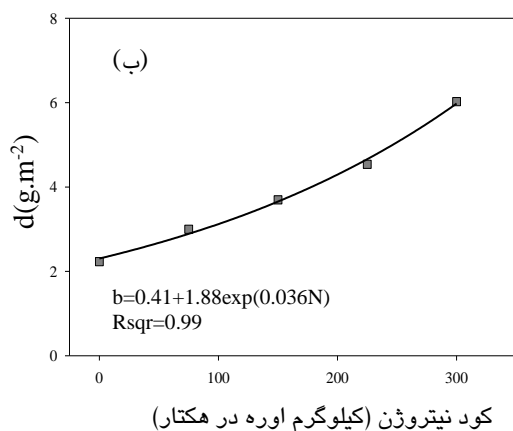 8
(ب)
6
d(g.m-2)
4
2
b=0.41+1.88exp(0.036N)
Rsqr=0.99
0
0 100 200 300
کود نیتروژن (کیلوگرم اوره در هکتار)